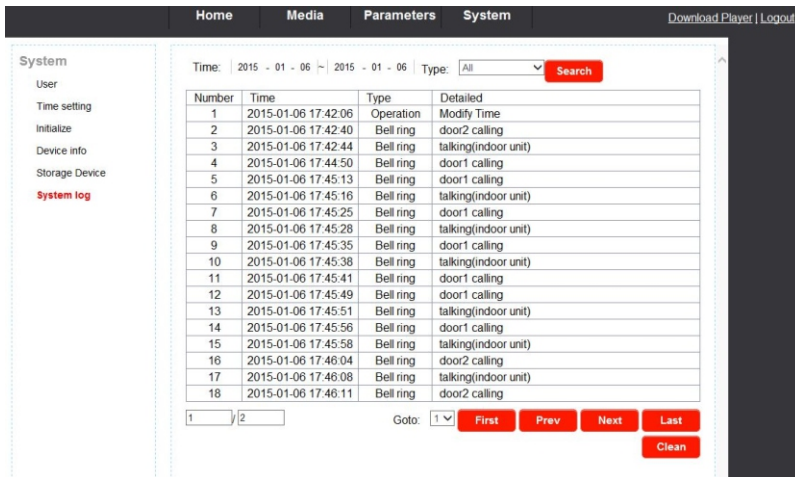 Home Media Parameters System Download Player | Logout
System
User
Time setting
Initialize
Device info
Storage Device
System log
Time: 2015 - 01 - 06 ~ 2015 - 01 - 06 Type: All Search
Number Time Type Detailed
1 2015-01-06 17:42:06 Operation Modify Time
2 2015-01-06 17:42:40 Bell ring door2 calling
3 2015-01-06 17:42:44 Bell ring talking(indoor unit)
4 2015-01-06 17:44:50 Bell ring door1 calling
5 2015-01-06 17:45:13 Bell ring door1 calling
6 2015-01-06 17:45:16 Bell ring talking(indoor unit)
7 2015-01-06 17:45:25 Bell ring door1 calling
8 2015-01-06 17:45:28 Bell ring talking(indoor unit)
9 2015-01-06 17:45:35 Bell ring door1 calling
10 2015-01-06 17:45:38 Bell ring talking(indoor unit)
11 2015-01-06 17:45:41 Bell ring door1 calling
12 2015-01-06 17:45:49 Bell ring door1 calling
13 2015-01-06 17:45:51 Bell ring talking(indoor unit)
14 2015-01-06 17:45:56 Bell ring door1 calling
15 2015-01-06 17:45:58 Bell ring talking(indoor unit)
16 2015-01-06 17:46:04 Bell ring door2 calling
17 2015-01-06 17:46:08 Bell ring talking(indoor unit)
18 2015-01-06 17:46:11 Bell ring door2 calling
1 / 2 Goto: 1 First Prev Next Last
Clean